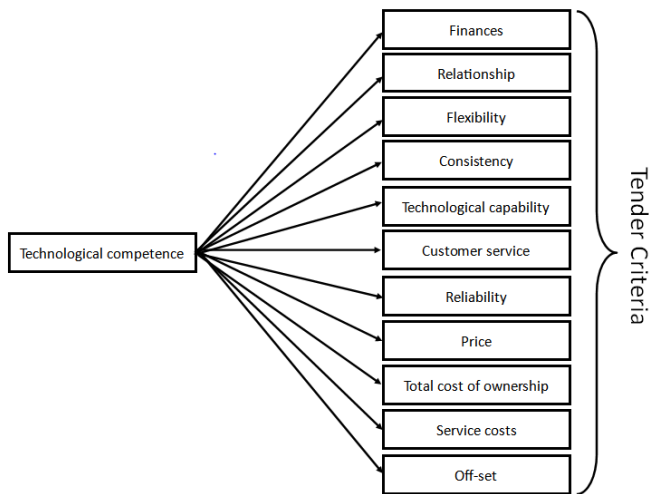 Finances
Relationship
Flexibility
Consistency
Technological capability
Technological competence
Customer service
Reliability
Price
Total cost of ownership
Service costs
Off-set
Tender Criteria